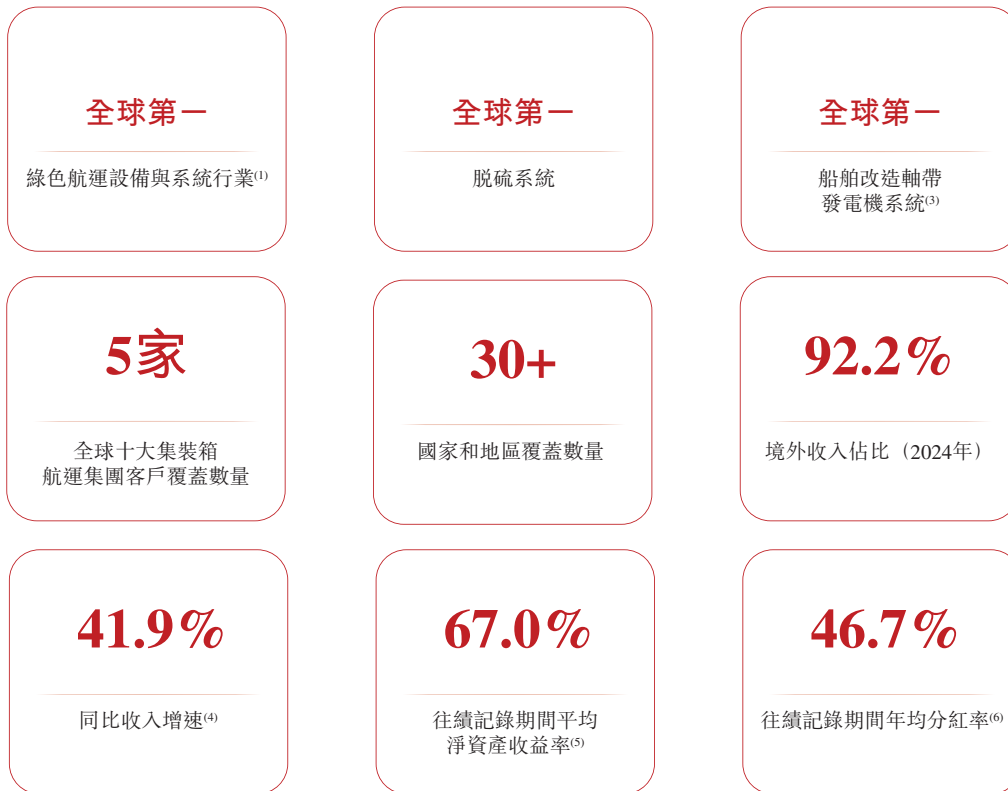 全球第一
綠色航運設備與系統行業(1)
全球第一
脱硫系統
全球第一
船舶改造軸帶
發電機系統(3)
5家
全球十大集裝箱
航運集團客戶覆蓋數量
30+
國家和地區覆蓋數量
92.2%
境外收入佔比（2024年）
41.9%
同比收入增速(4)
67.0%
往績記錄期間平均
淨資產收益率(5)
46.7%
往績記錄期間年均分紅率(6)